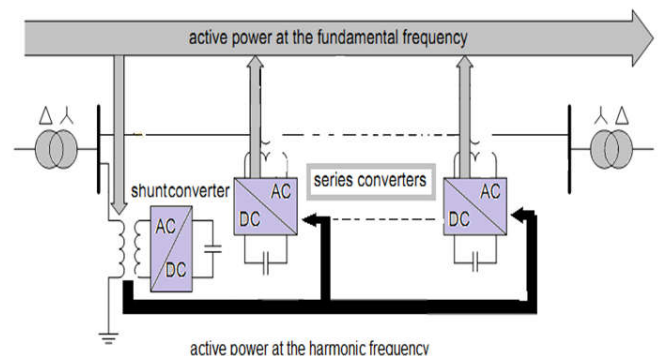 active power at the fundamental frequency
shuntconverter
series converters
AC
DC
AC
DC
AC
DC
active power at the harmonic frequency